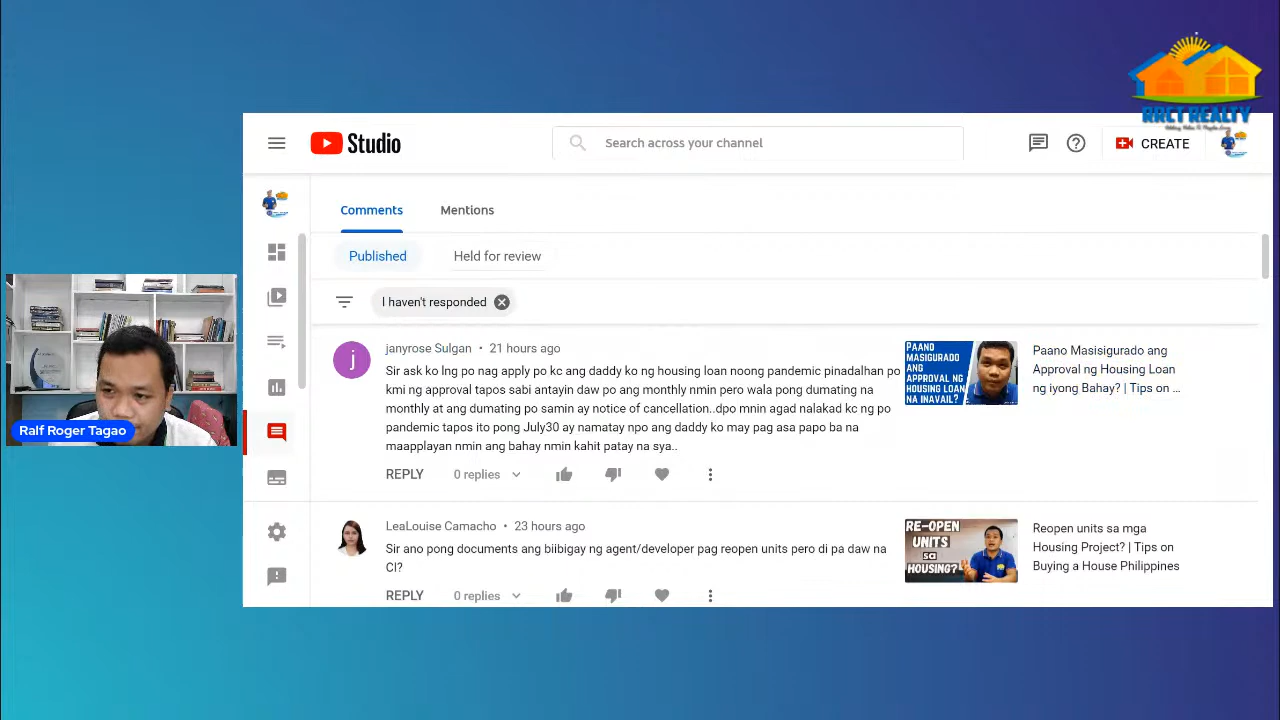 RRCT REALTY
Studio
Search across your channel
CREATE
Comments
Mentions
Published
Held for review
I haven't responded
j
janyrose Sulgan • 21 hours ago
Sir ask ko lng po nag apply po kc ang daddy ko ng housing loan noong pandemic pinadalhan po
kmi ng approval tapos sabi antayin daw po ang monthly nmin pero wala pong dumating na
monthly at ang dumating po samin ay notice of cancellation..dpo mnin agad nalakad kc ng po
pandemic tapos ito pong July30 ay namatay npo ang daddy ko may pag asa papo ba na
maapplayan nmin ang bahay nmin kahit patay na sya..
REPLY
0 replies
PAANO
MASIGURADO
ANG
APPROVAL NG
HOUSING LOAN
NA INAVAIL?
Paano Masisigurado ang
Approval ng Housing Loan
ng iyong Bahay? | Tips on ...
Ralf Roger Tagao
LeaLouise Camacho • 23 hours ago
Sir ano pong documents ang biibigay ng agent/developer pag reopen units pero di pa daw na
CI?
REPLY
0 replies
RE-OPEN
UNITS
sa
HOUSING?
Reopen units sa mga
Housing Project? | Tips on
Buying a House Philippines